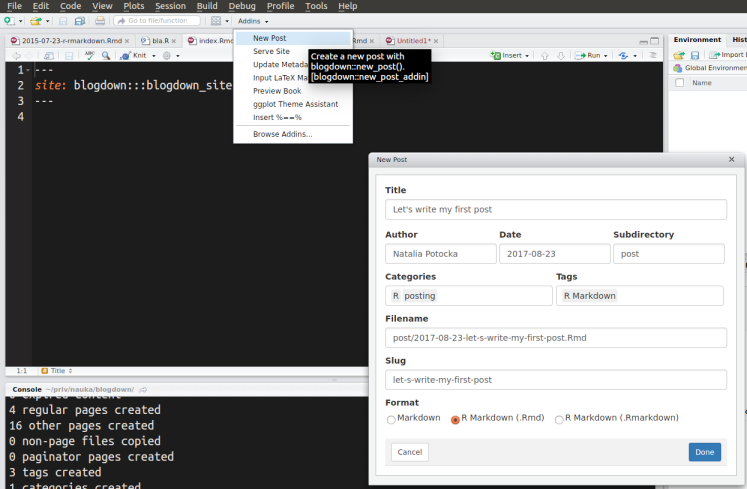 File Edit Code View Plots Session Build Debug Profile Tools Help
Go to file/function Addins
2015-07-23-r-rmarkdown.Rmd bla.R index.Rmd Rmd Untitled1*
Environment Hist
New Post
Serve Site
Update Metada
Input LaTeX Ma
Preview Book
ggplot Theme Assistant
Insert %==%
Browse Addins...
Create a new post with
blogdown::new_post().
[blogdown::new_post_addin]
Knit Insert Run
Import
Global Environmen
Name
1 ---
2 site: blogdown:::blogdown_site
3 ---
4
1:1 Title
New Post
Title
Let's write my first post
Author Date Subdirectory
Natalia Potocka 2017-08-23 post
Categories Tags
R posting R Markdown
Filename
post/2017-08-23-let-s-write-my-first-post.Rmd
Slug
let-s-write-my-first-post
Format
Markdown R Markdown (.Rmd) R Markdown (.Rmarkdown)
Cancel Done
Console ~/priv/nauka/blogdown/
0 expired content
4 regular pages created
16 other pages created
0 non-page files copied
0 paginator pages created
3 tags created
1 categories created